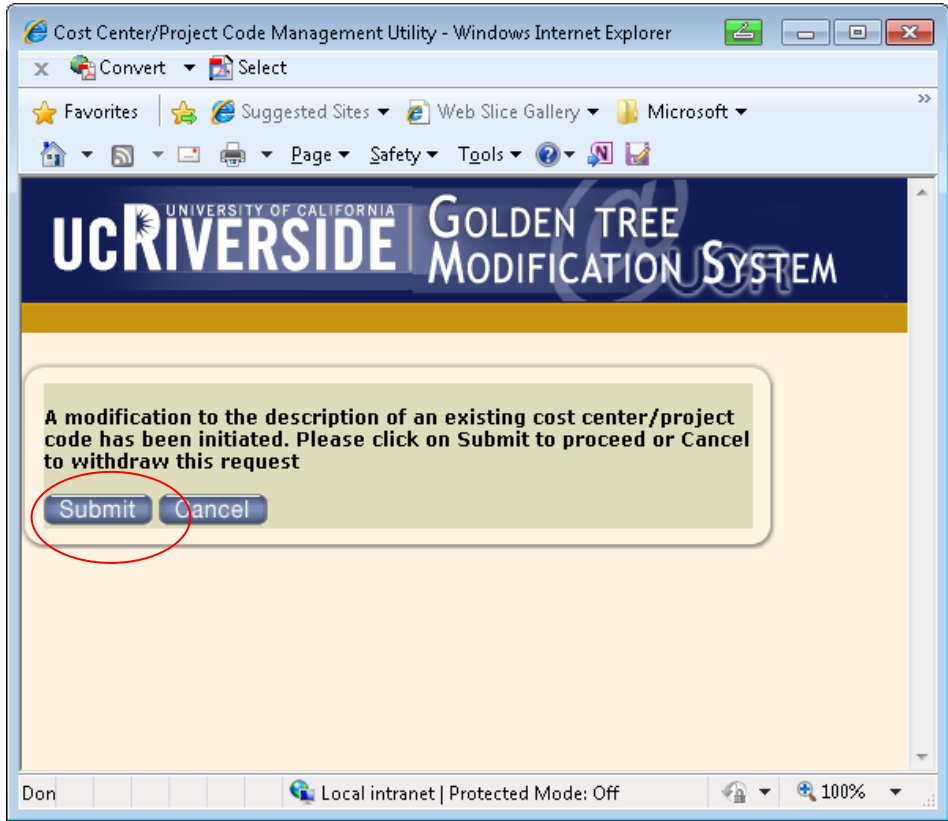 Cost Center/Project Code Management Utility - Windows Internet Explorer
x Convert Select
Favorites Suggested Sites Web Slice Gallery Microsoft »
Page Safety Tools
UNIVERSITY OF CALIFORNIA
UCRIVERSIDE
GOLDEN TREE
MODIFICATION SYSTEM
@UCR
A modification to the description of an existing cost center/project
code has been initiated. Please click on Submit to proceed or Cancel
to withdraw this request
Submit Cancel
Don Local intranet | Protected Mode: Off 100%